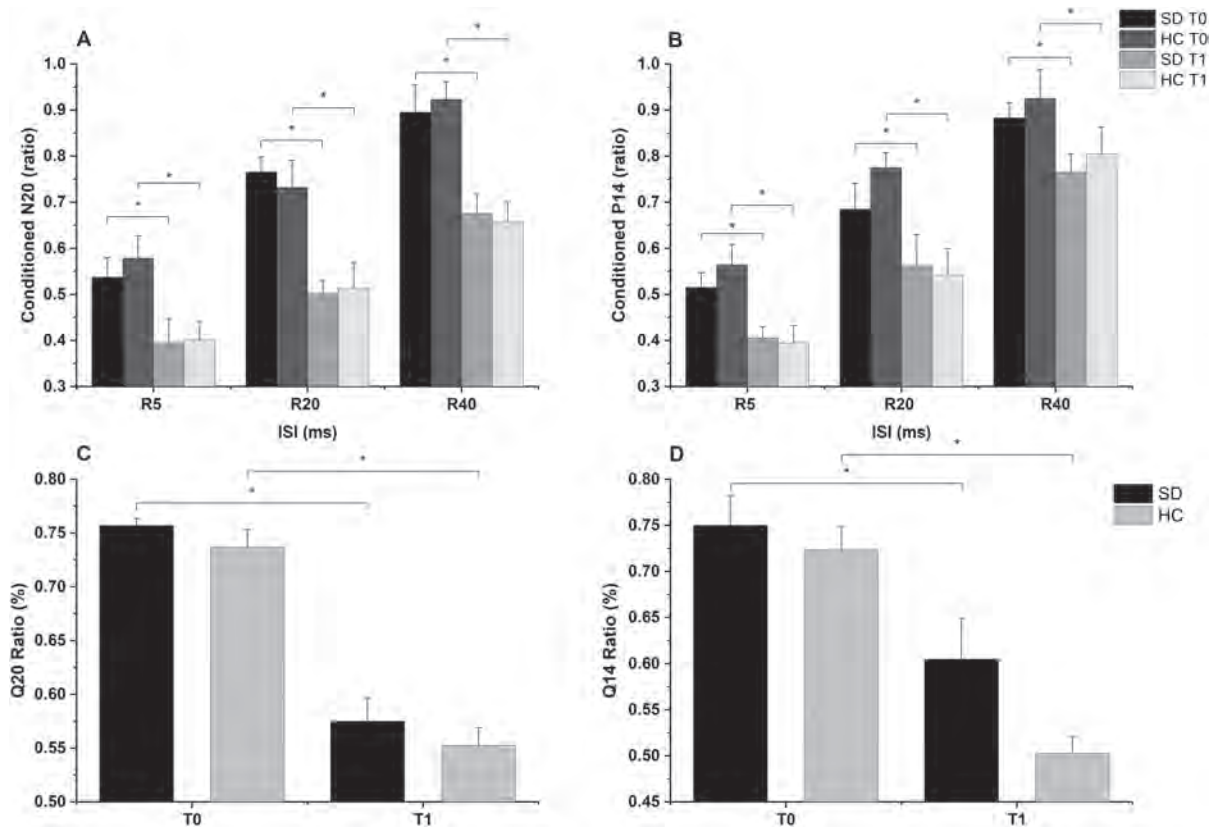 A
Conditioned N20 (ratio)
1.0
0.9
0.8
0.7
0.6
0.5
0.4
0.3
* * * * * *
R5 R20 R40
ISI (ms)
B
Conditioned P14 (ratio)
1.0
0.9
0.8
0.7
0.6
0.5
0.4
0.3
* * * * * *
R5 R20 R40
ISI (ms)
SD T0
HC T0
SD T1
HC T1
C
Q20 Ratio (%)
0.80
0.75
0.70
0.65
0.60
0.55
0.50
* *
T0 T1
D
Q14 Ratio (%)
0.80
0.75
0.70
0.65
0.60
0.55
0.50
0.45
* *
T0 T1
SD
HC